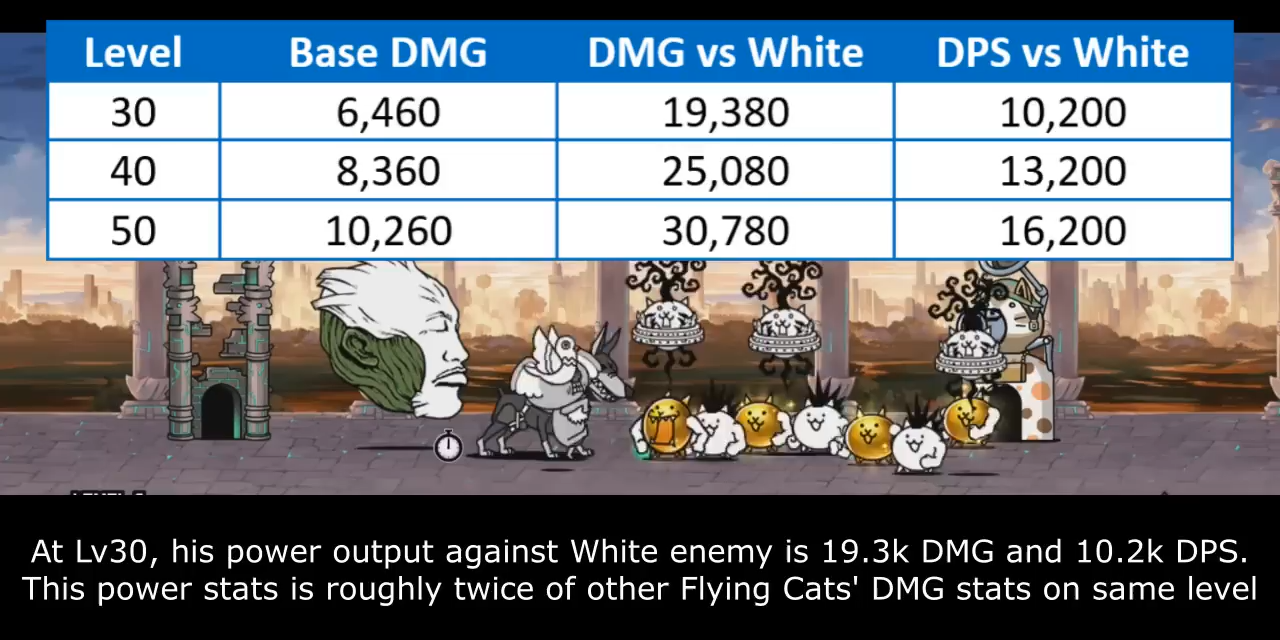 Level Base DMG DMG vs White DPS vs White
30 6,460 19,380 10,200
40 8,360 25,080 13,200
50 10,260 30,780 16,200
At Lv30, his power output against White enemy is 19.3k DMG and 10.2k DPS.
This power stats is roughly twice of other Flying Cats' DMG stats on same level